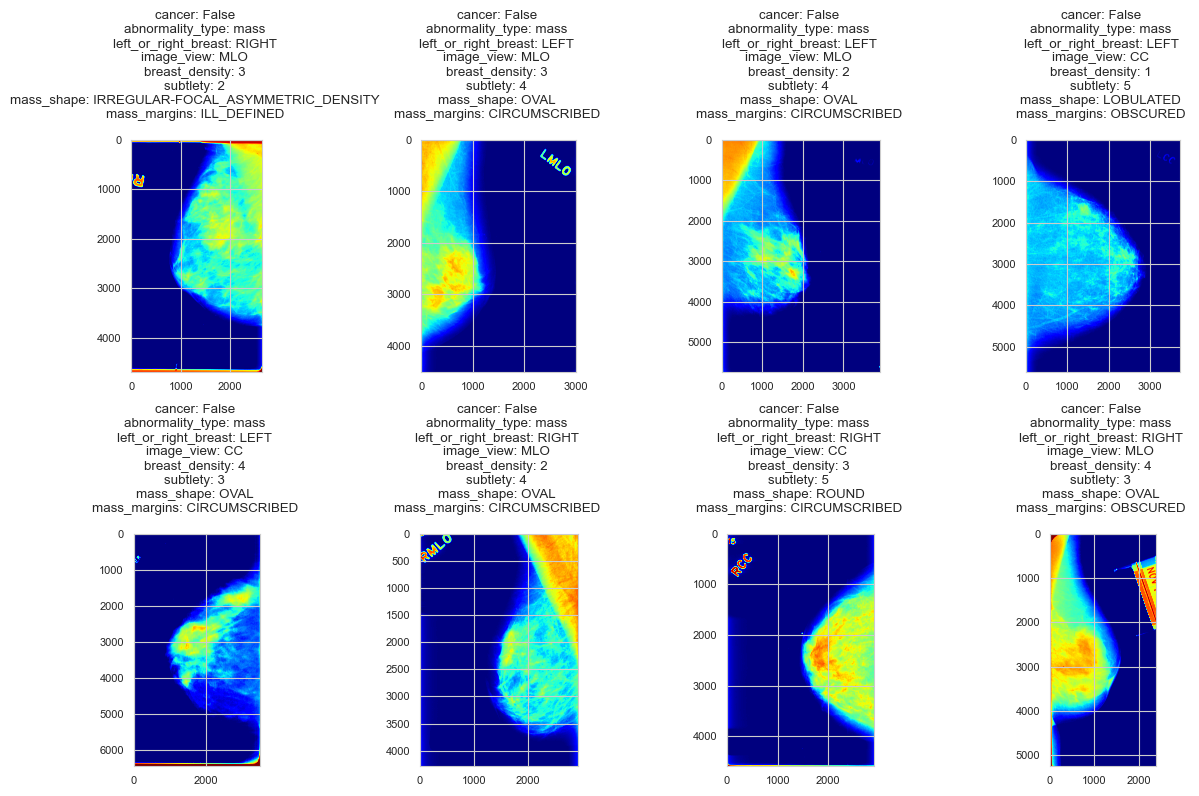 cancer: False
abnormality_type: mass
left_or_right_breast: RIGHT
image_view: MLO
breast_density: 3
subtlety: 2
mass_shape: IRREGULAR-FOCAL_ASYMMETRIC_DENSITY
mass_margins: ILL_DEFINED
0
1000
2000
3000
4000
0 1000 2000
cancer: False
abnormality_type: mass
left_or_right_breast: LEFT
image_view: MLO
breast_density: 3
subtlety: 4
mass_shape: OVAL
mass_margins: CIRCUMSCRIBED
LMLO
0
1000
2000
3000
4000
0 1000 2000 3000
cancer: False
abnormality_type: mass
left_or_right_breast: LEFT
image_view: MLO
breast_density: 2
subtlety: 4
mass_shape: OVAL
mass_margins: CIRCUMSCRIBED
0
1000
2000
3000
4000
5000
0 1000 2000 3000
cancer: False
abnormality_type: mass
left_or_right_breast: LEFT
image_view: CC
breast_density: 1
subtlety: 5
mass_shape: LOBULATED
mass_margins: OBSCURED
0
1000
2000
3000
4000
5000
0 1000 2000 3000
cancer: False
abnormality_type: mass
left_or_right_breast: LEFT
image_view: CC
breast_density: 4
subtlety: 3
mass_shape: OVAL
mass_margins: CIRCUMSCRIBED
0
1000
2000
3000
4000
5000
6000
0 2000
cancer: False
abnormality_type: mass
left_or_right_breast: RIGHT
image_view: MLO
breast_density: 2
subtlety: 4
mass_shape: OVAL
mass_margins: CIRCUMSCRIBED
RMLO
0
500
1000
1500
2000
2500
3000
3500
4000
0 1000 2000
cancer: False
abnormality_type: mass
left_or_right_breast: RIGHT
image_view: CC
breast_density: 3
subtlety: 5
mass_shape: ROUND
mass_margins: CIRCUMSCRIBED
RCC
0
1000
2000
3000
4000
0 1000 2000
cancer: False
abnormality_type: mass
left_or_right_breast: RIGHT
image_view: MLO
breast_density: 4
subtlety: 3
mass_shape: OVAL
mass_margins: OBSCURED
0
1000
2000
3000
4000
5000
0 1000 2000